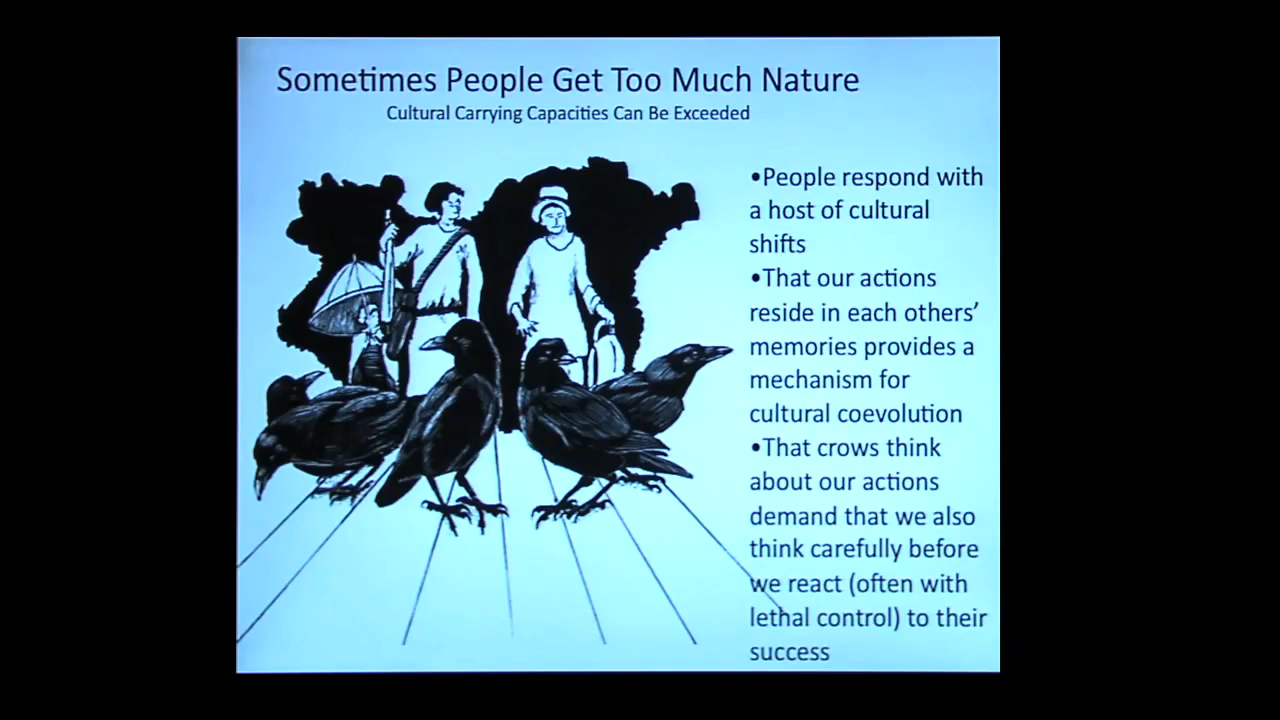 Sometimes People Get Too Much Nature
Cultural Carrying Capacities Can Be Exceeded
•People respond with
a host of cultural
shifts
•That our actions
reside in each others’
memories provides a
mechanism for
cultural coevolution
•That crows think
about our actions
demand that we also
think carefully before
we react (often with
lethal control) to their
success